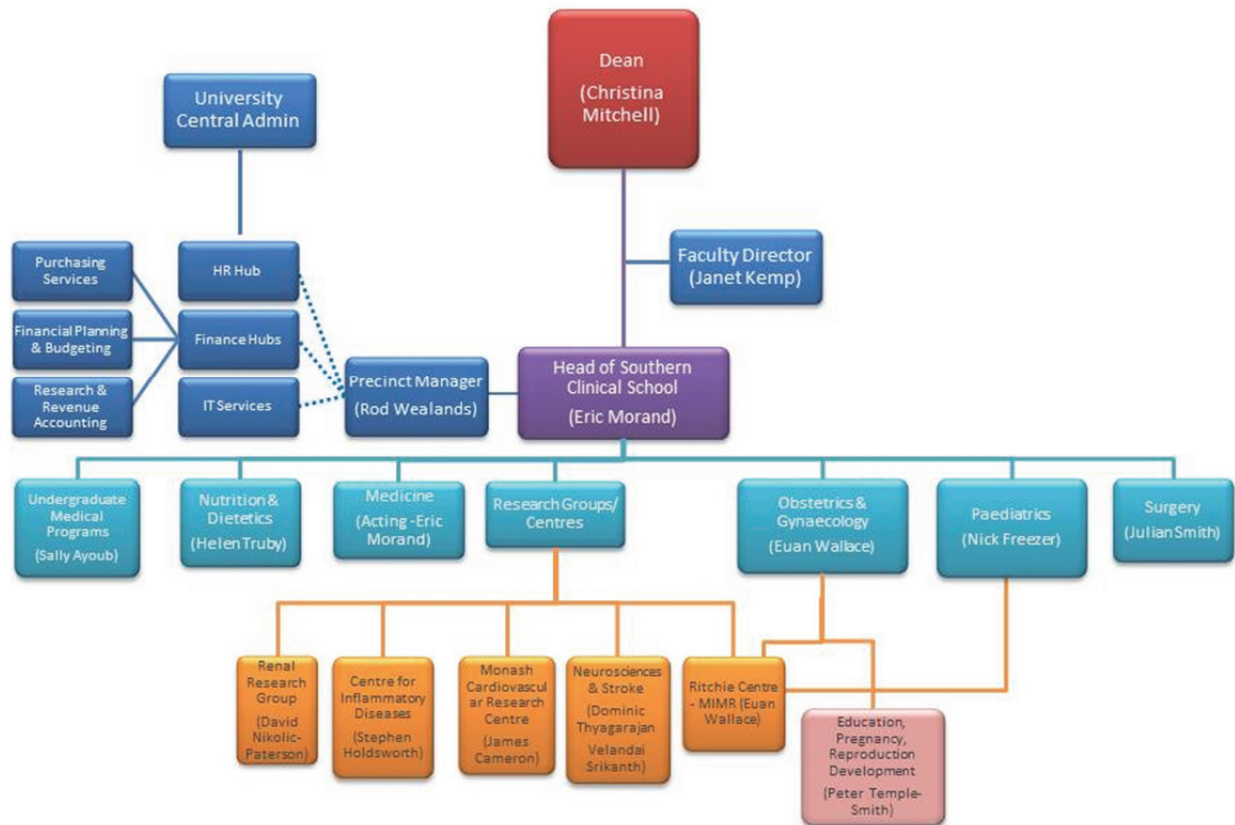 Dean
(Christina
Mitchell)
University
Central Admin
Purchasing
Services
HR Hub
Faculty Director
(Janet Kemp)
Financial Planning
& Budgeting
Finance Hubs
Research &
Revenue
Accounting
IT Services
Precinct Manager
(Rod Wealands)
Head of Southern
Clinical School
(Eric Morand)
Undergraduate
Medical
Programs
(Sally Ayoub)
Nutrition &
Dietetics
(Helen Truby)
Medicine
(Acting -Eric
Morand)
Research Groups/
Centres
Obstetrics &
Gynaecology
(Euan Wallace)
Paediatrics
(Nick Freezer)
Surgery
(Julian Smith)
Renal
Research
Group
(David
Nikolic-
Paterson)
Centre for
Inflammatory
Diseases
(Stephen
Holdsworth)
Monash
Cardiovascul
ar Research
Centre
(James
Cameron)
Neurosciences
& Stroke
(Dominic
Thyagarajan
Velandai
Srikanth)
Ritchie Centre
- MIMR (Euan
Wallace)
Education,
Pregnancy,
Reproduction
Development
(Peter Temple-
Smith)